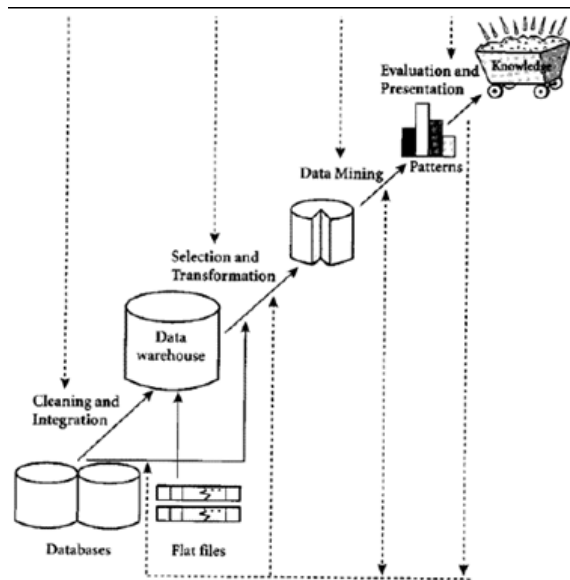 Evaluation and
Presentation
Knowledge
Patterns
Data Mining
Selection and
Transformation
Data
warehouse
Cleaning and
Integration
Databases
Flat files